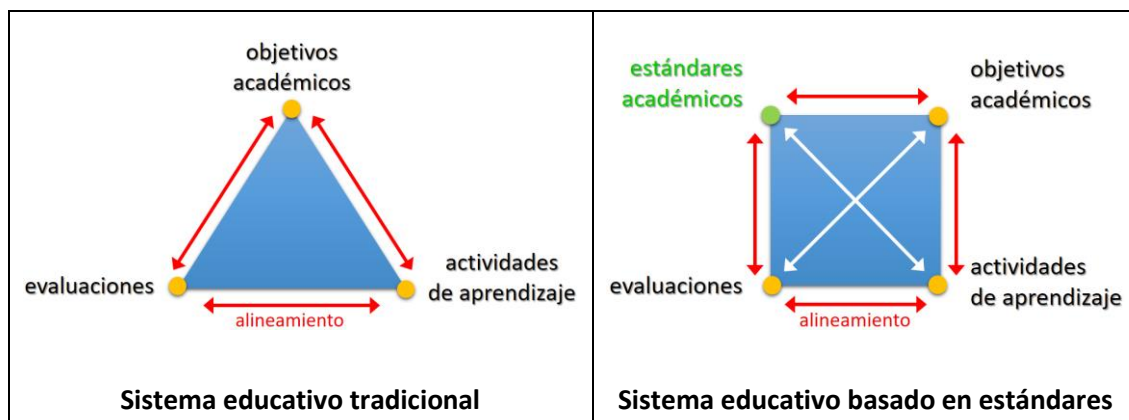 objetivos
académicos
evaluaciones
actividades
de aprendizaje
alineamiento
Sistema educativo tradicional
estándares
académicos
objetivos
académicos
evaluaciones
actividades
de aprendizaje
alineamiento
Sistema educativo basado en estándares